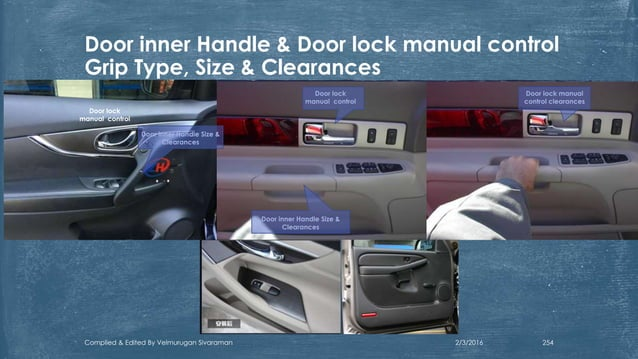 Door inner Handle & Door lock manual control
Grip Type, Size & Clearances
Door lock
manual control
Door inner Handle Size &
Clearances
Door lock
manual control
Door inner Handle Size &
Clearances
Door lock manual
control clearances
Complied & Edited By Velmurugan Sivaraman
2/3/2016
254